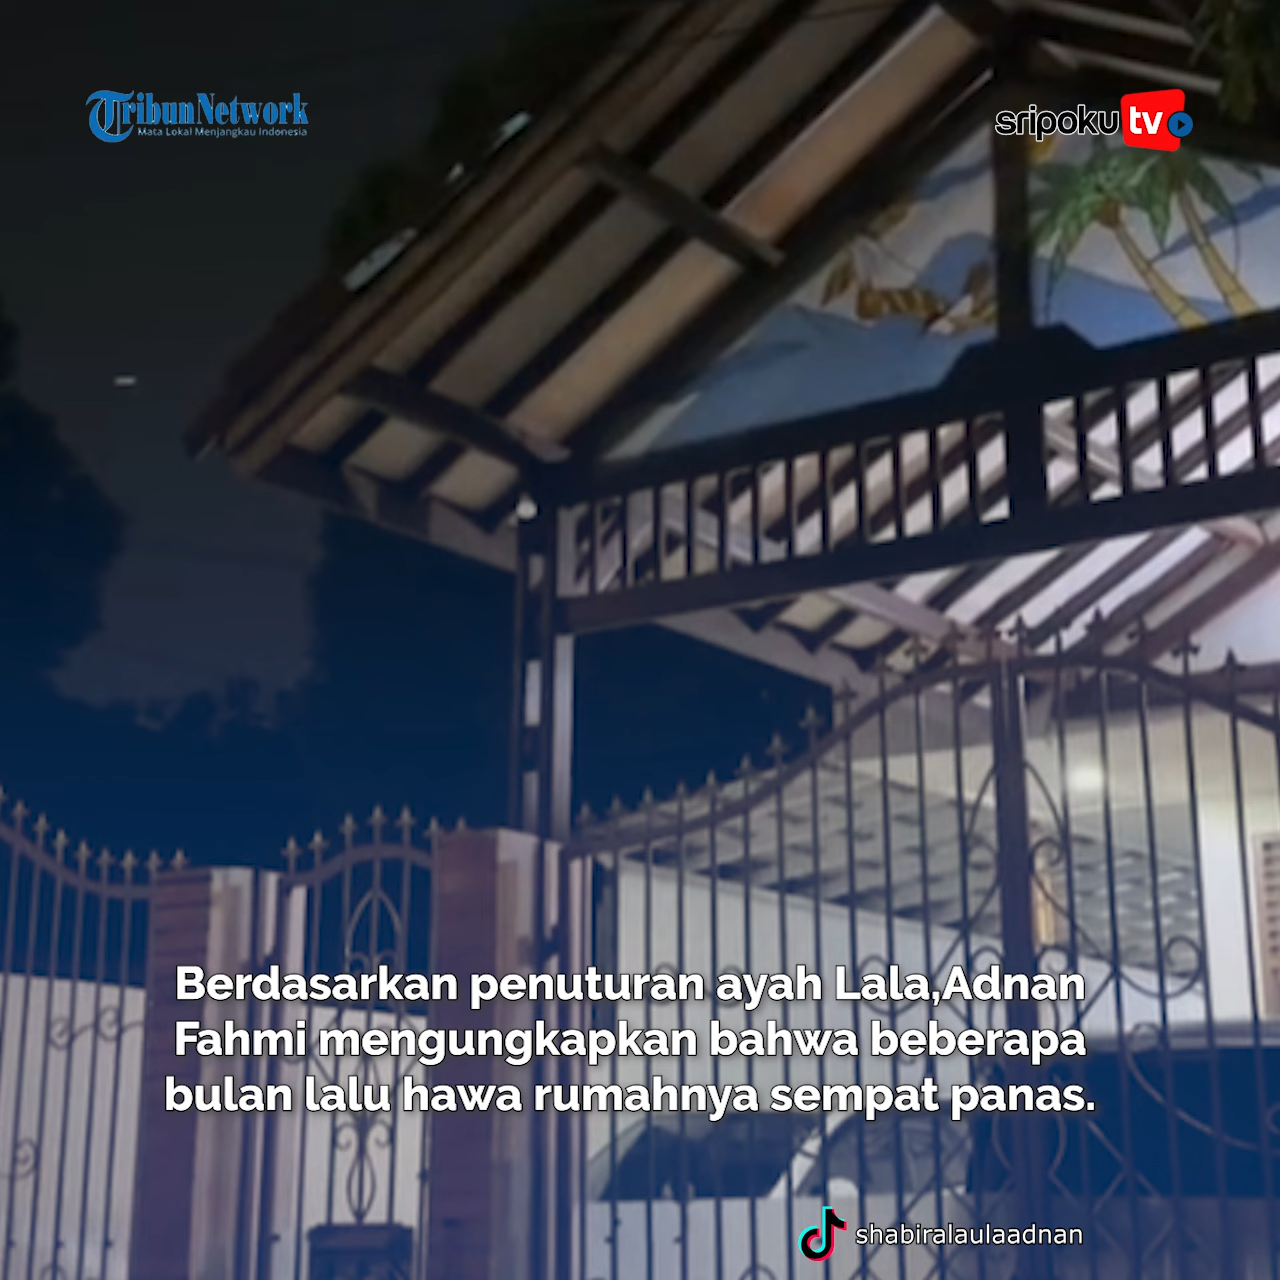 TribunNetwork
Mata Lokal Menjangkau Indonesia
sripoku tv
Berdasarkan penuturan ayah Lala,Adnan
Fahmi mengungkapkan bahwa beberapa
bulan lalu hawa rumahnya sempat panas.
shabiralaulaadnan